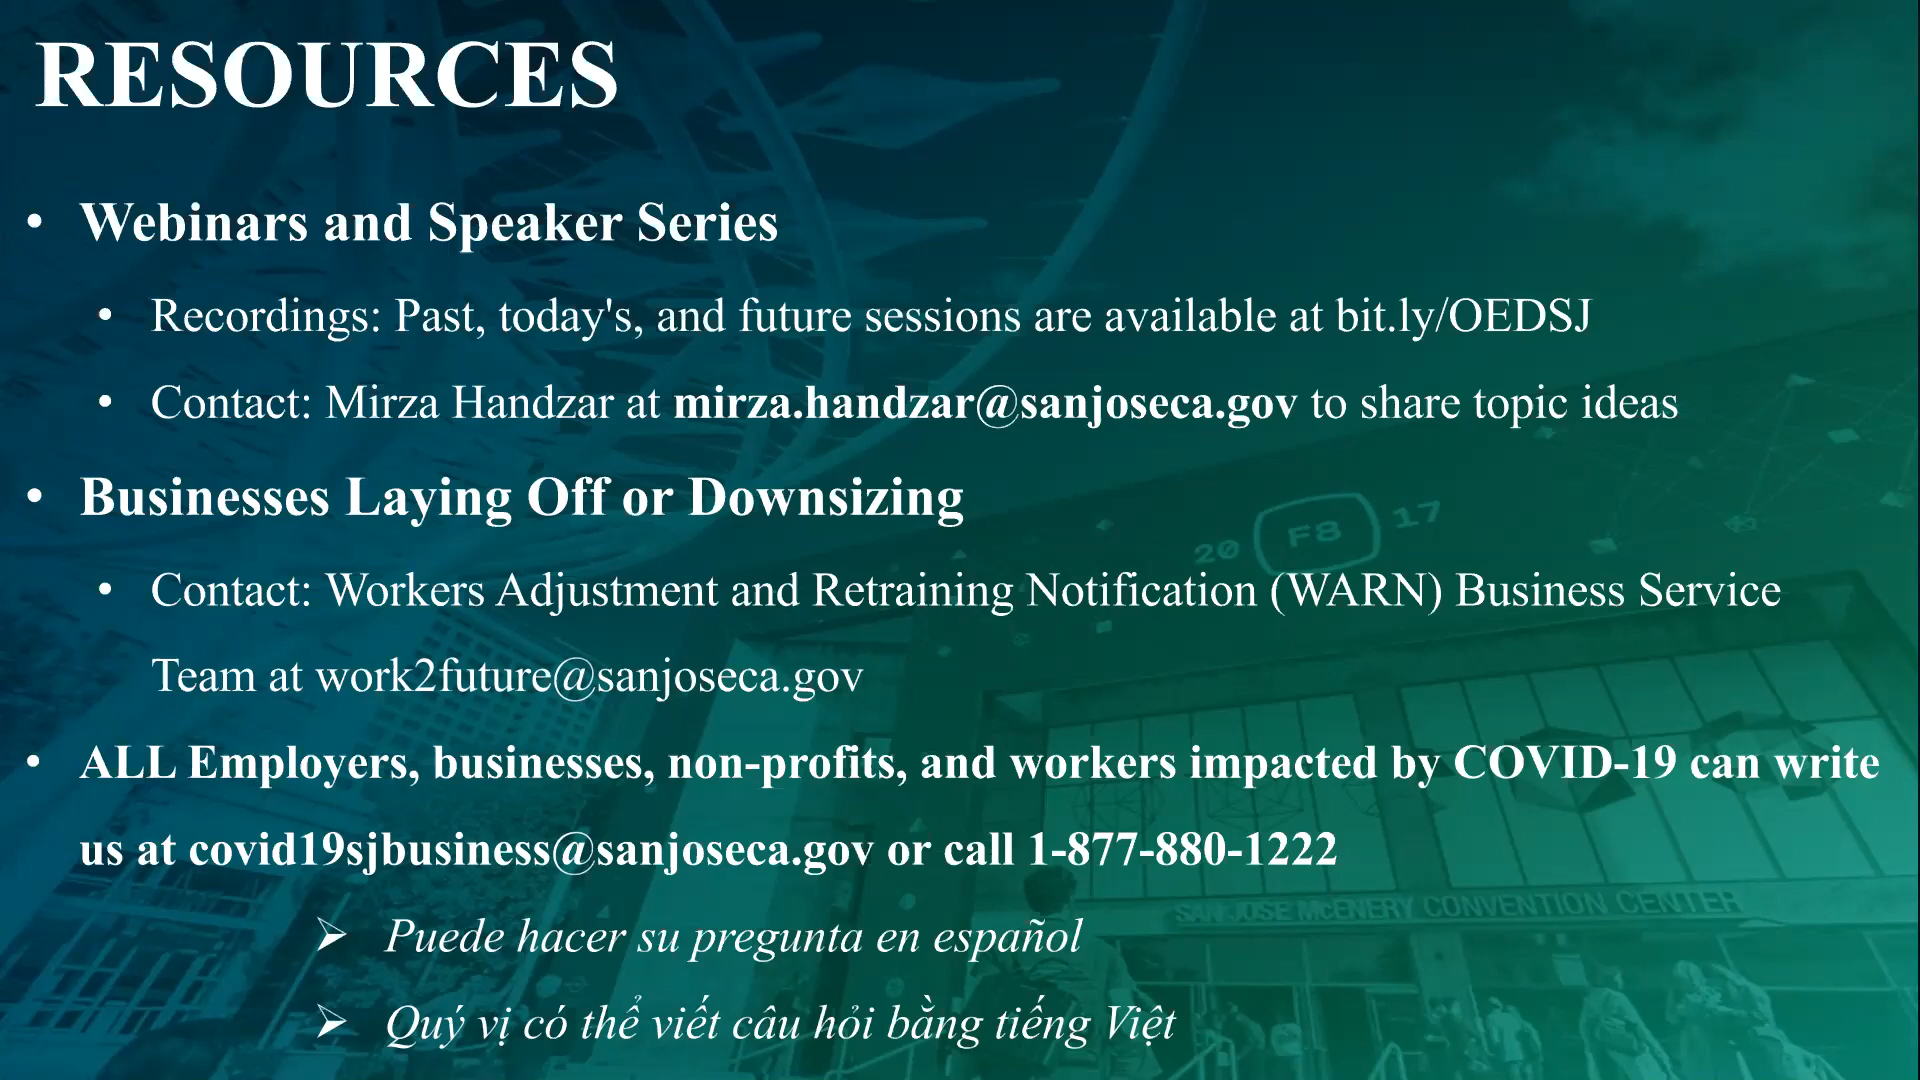 RESOURCES
• Webinars and Speaker Series
• Recordings: Past, today's, and future sessions are available at bit.ly/OEDSJ
• Contact: Mirza Handzar at mirza.handzar@sanjoseca.gov to share topic ideas
• Businesses Laying Off or Downsizing
20 F8 17
• Contact: Workers Adjustment and Retraining Notification (WARN) Business Service
Team at work2future@sanjoseca.gov
• ALL Employers, businesses, non-profits, and workers impacted by COVID-19 can write
us at covid19sjbusiness@sanjoseca.gov or call 1-877-880-1222
SAN JOSE McENERY CONVENTION CENTER
➢ Puede hacer su pregunta en español
➢ Quý vị có thể viết câu hỏi bằng tiếng Việt